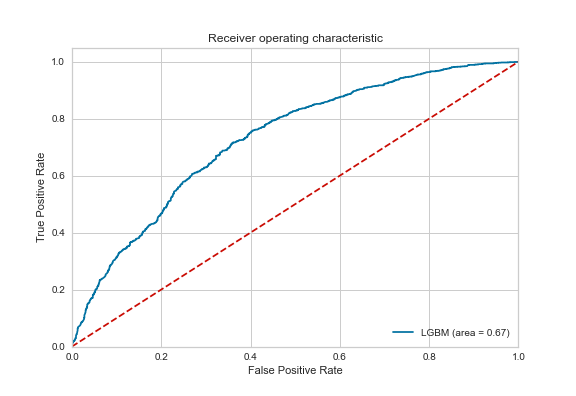 Receiver operating characteristic
1.0
0.8
0.6
0.4
0.2
0.0
True Positive Rate
LGBM (area = 0.67)
0.0 0.2 0.4 0.6 0.8 1.0
False Positive Rate